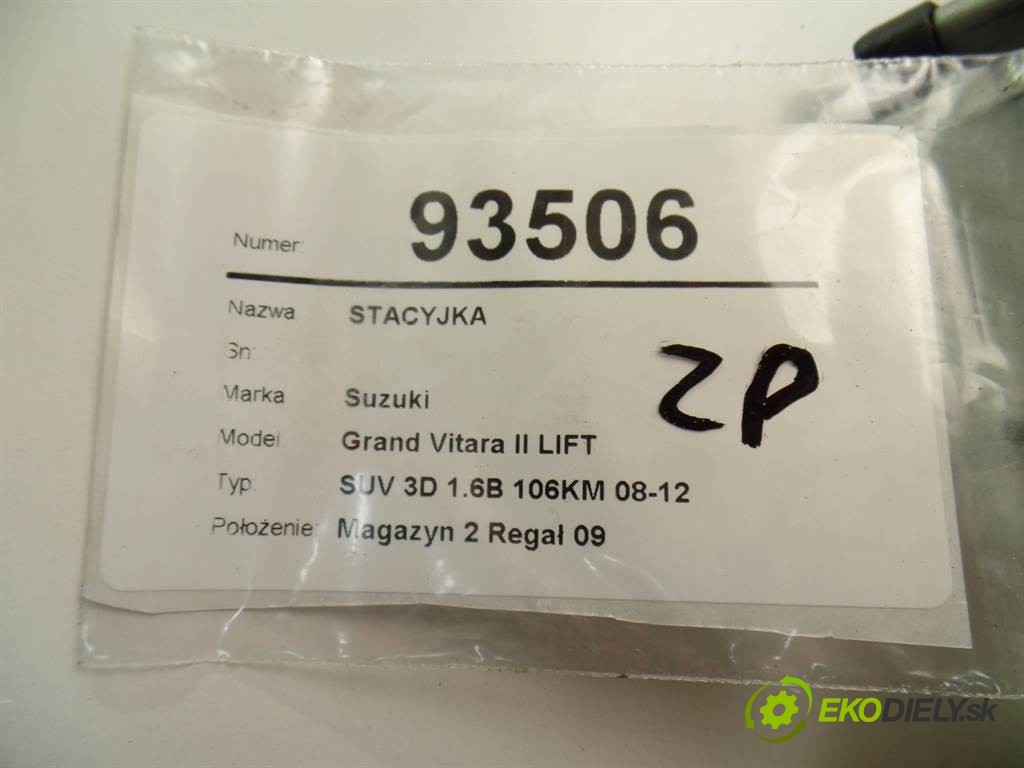 Numer: 93506
Nazwa STACYJKA
Sn:
Marka Suzuki
Model Grand Vitara II LIFT
Typ: SUV 3D 1.6B 106KM 08-12
Położenie: Magazyn 2 Regał 09
ZP
EKODIELY.sk